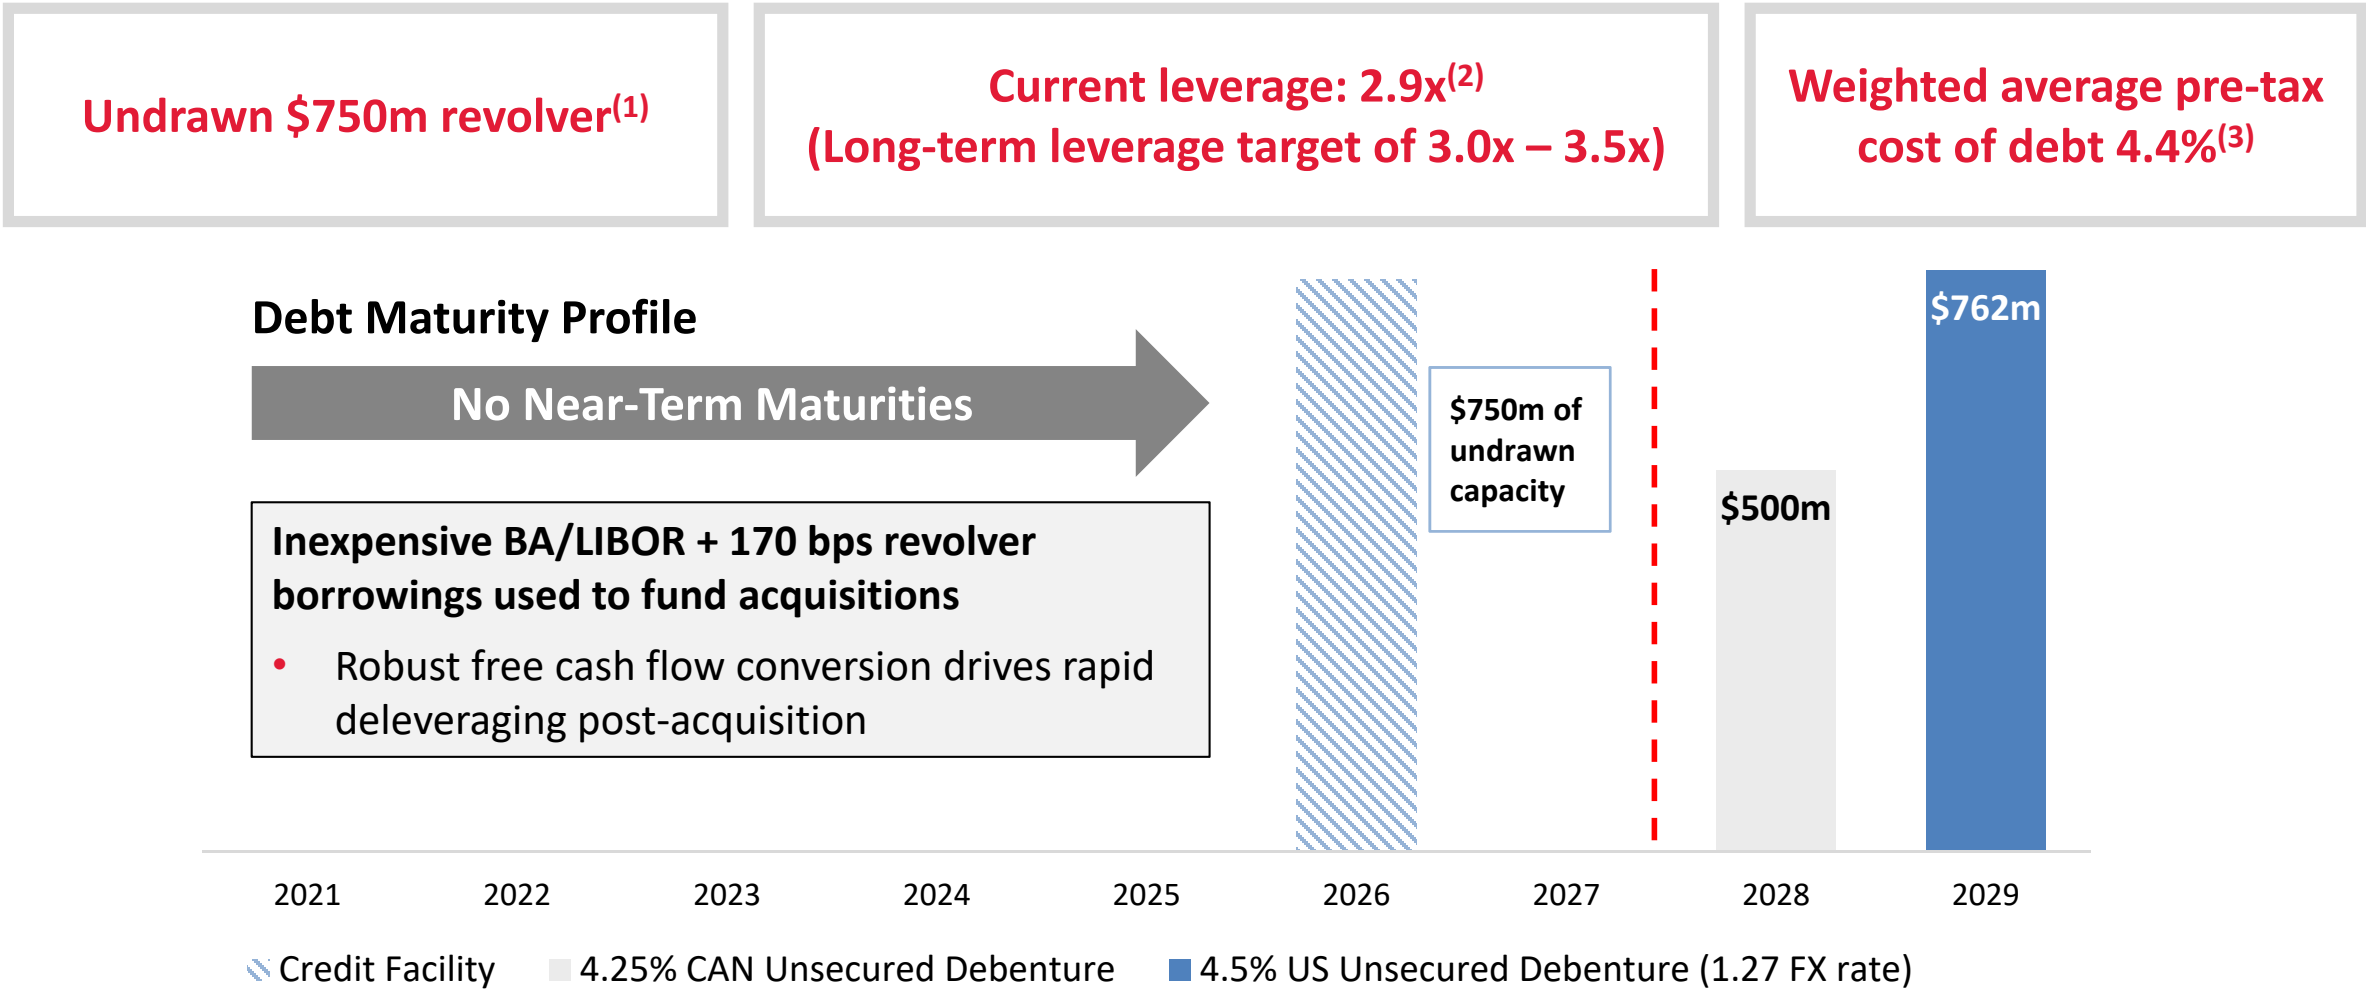 Undrawn $750m revolver(1)
Current leverage: 2.9x(2)
(Long-term leverage target of 3.0x – 3.5x)
Weighted average pre-tax
cost of debt 4.4%(3)
Debt Maturity Profile
No Near-Term Maturities
Inexpensive BA/LIBOR + 170 bps revolver
borrowings used to fund acquisitions
• Robust free cash flow conversion drives rapid
deleveraging post-acquisition
$750m of
undrawn
capacity
$500m
$762m
2021 2022 2023 2024 2025 2026 2027 2028 2029
Credit Facility 4.25% CAN Unsecured Debenture 4.5% US Unsecured Debenture (1.27 FX rate)